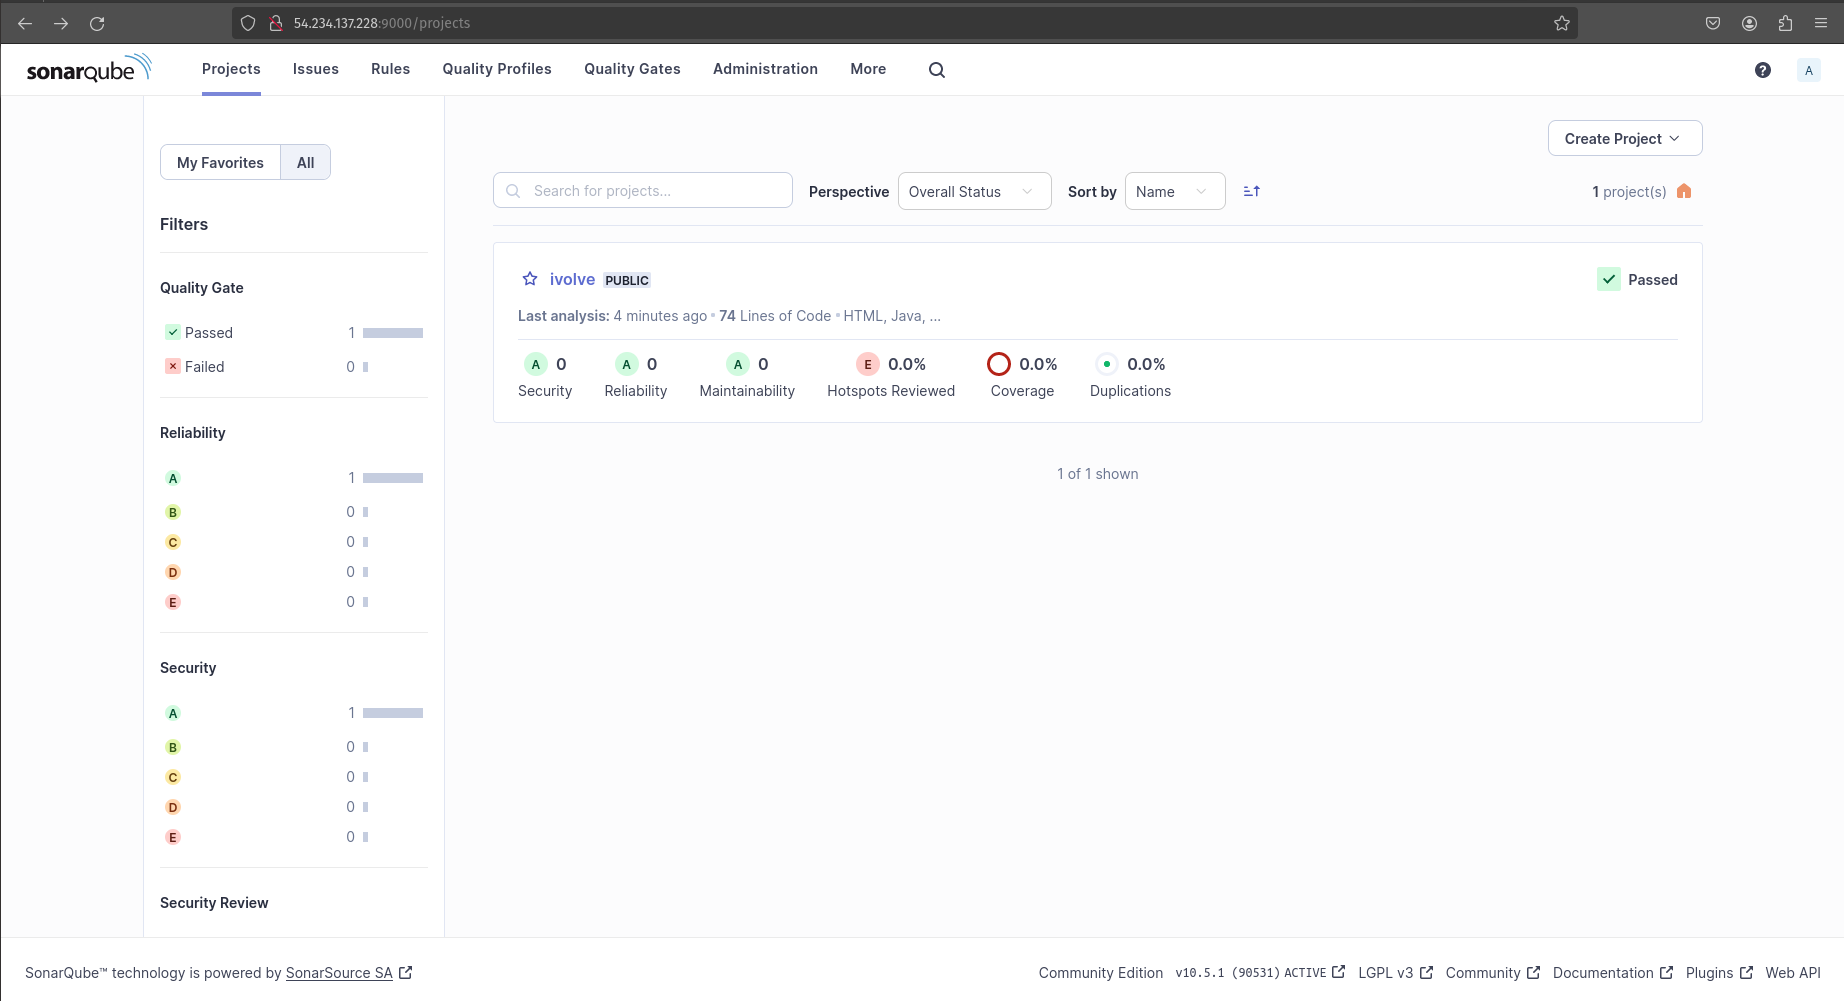 54.234.137.228:9000/projects
sonarqube Projects Issues Rules Quality Profiles Quality Gates Administration More ? A
My Favorites All
Filters
Quality Gate
Passed 1
Failed 0
Reliability
A 1
B 0
C 0
D 0
E 0
Security
A 1
B 0
C 0
D 0
E 0
Security Review
Create Project
Search for projects... Perspective Overall Status Sort by Name 1 project(s)
ivolve PUBLIC Passed
Last analysis: 4 minutes ago • 74 Lines of Code • HTML, Java, ...
A 0 A 0 A 0 E 0.0% 0.0% 0.0%
Security Reliability Maintainability Hotspots Reviewed Coverage Duplications
1 of 1 shown
SonarQube™ technology is powered by SonarSource SA Community Edition v10.5.1 (90531) ACTIVE LGPL v3 Community Documentation Plugins Web API